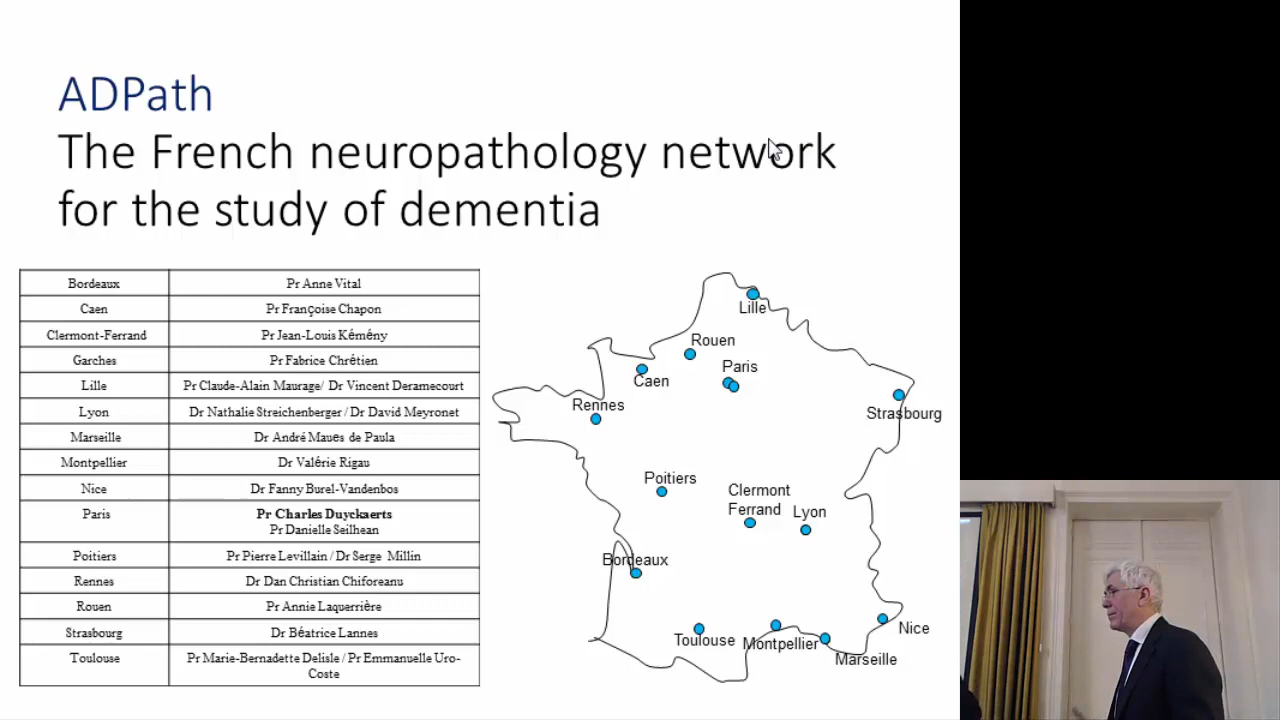 ADPath
The French neuropathology network
for the study of dementia
Bordeaux Pr Anne Vital
Caen Pr Françoise Chapon
Clermont-Ferrand Pr Jean-Louis Kémény
Garches Pr Fabrice Chrétien
Lille Pr Claude-Alain Maurage/ Dr Vincent Deramecourt
Lyon Dr Nathalie Streichenberger / Dr David Meyronet
Marseille Dr André Maues de Paula
Montpellier Dr Valérie Rigau
Nice Dr Fanny Burel-Vandenbos
Paris Pr Charles Duyckaerts
Pr Danielle Seilhean
Poitiers Pr Pierre Levillain / Dr Serge Millin
Rennes Dr Dan Christian Chiforeanu
Rouen Pr Annie Laquerrière
Strasbourg Dr Béatrice Lannes
Toulouse Pr Marie-Bernadette Delisle / Pr Emmanuelle Uro-
Coste
Lille
Rouen
Paris
Caen
Rennes
Strasbourg
Poitiers
Clermont
Ferrand
Lyon
Bordeaux
Toulouse
Montpellier
Nice
Marseille